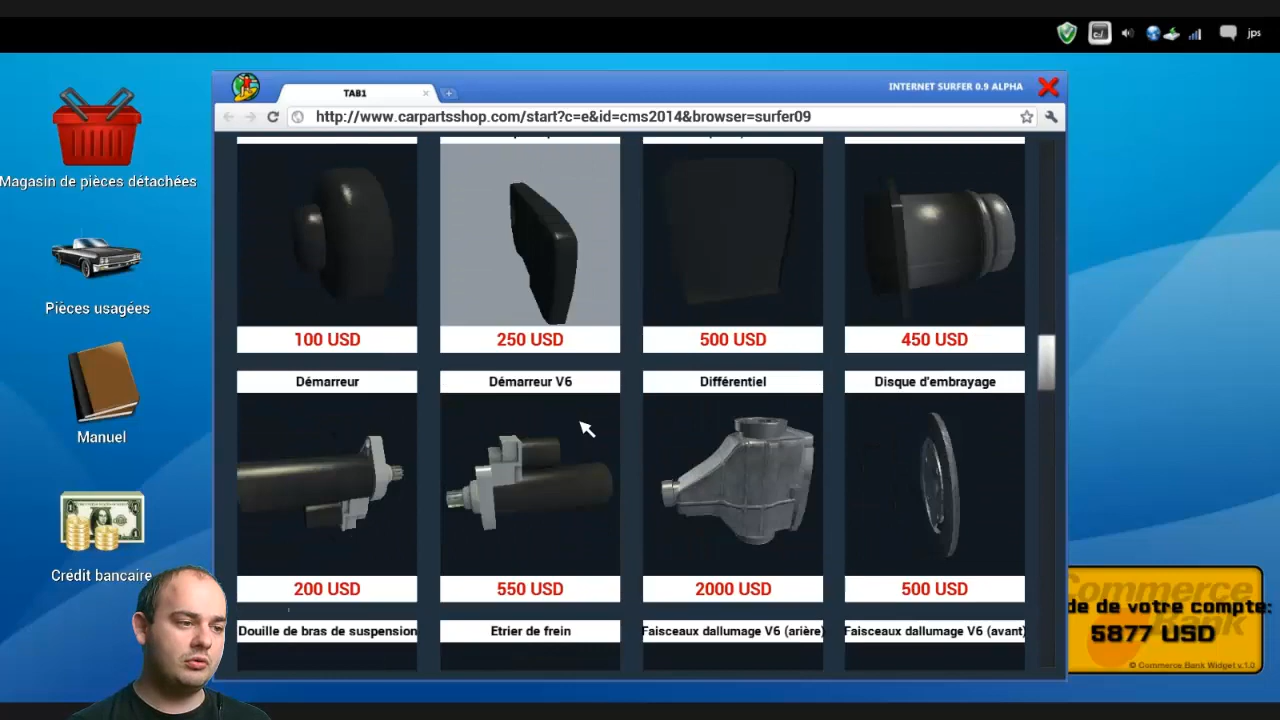 jps
INTERNET SURFER 0.9 ALPHA
TAB1
http://www.carpartsshop.com/start?c=e&id=cms2014&browser=surfer09
Magasin de pièces détachées
Pièces usagées
Manuel
Crédit bancaire
100 USD
250 USD
500 USD
450 USD
Démarreur
Démarreur V6
Différentiel
Disque d'embrayage
200 USD
550 USD
2000 USD
500 USD
Douille de bras de suspension
Etrier de frein
Faisceaux dallumage V6 (arière)
Faisceaux dallumage V6 (avant)
Commerce
Bank
de de votre compte:
5877 USD
© Commerce Bank Widget v.1.0